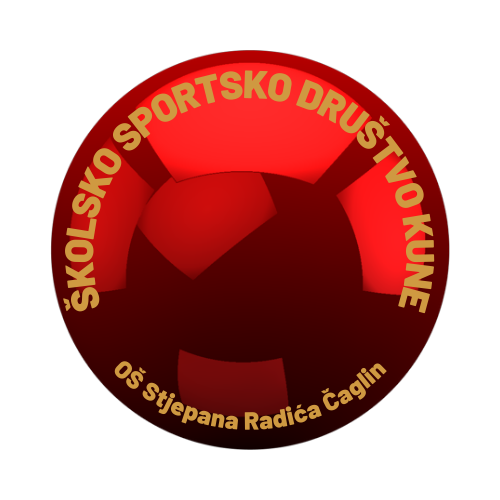 ŠKOLSKO SPORTSKO DRUŠTVO KUNE
OŠ Stjepana Radića Čaglin